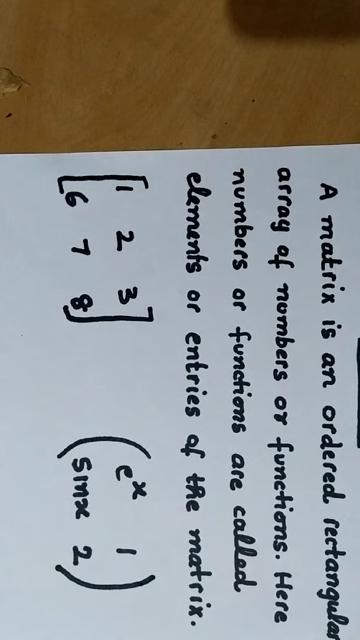 A matrix is an ordered rectangular
array of numbers or functions. Here
numbers or functions are called
elements or entries of the matrix.
[1 2 3 (e^x 1
6 7 8] sinx 2)